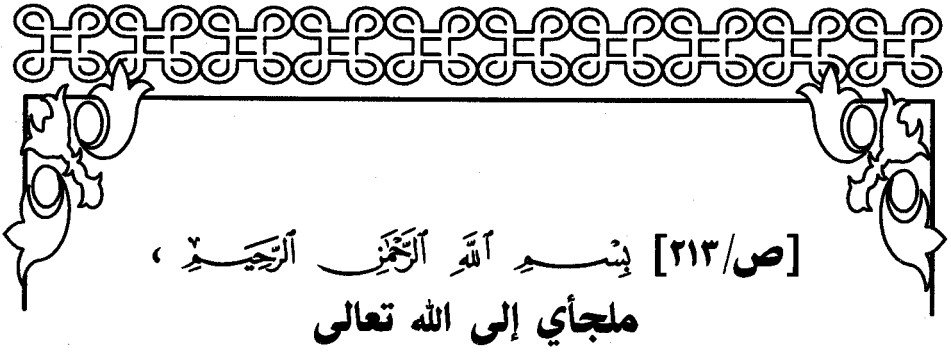 [ص/٢١٣] بِسْمِ ٱللَّهِ ٱلرَّحْمَٰنِ ٱلرَّحِيمِ ،
ملجأي إلى الله تعالى